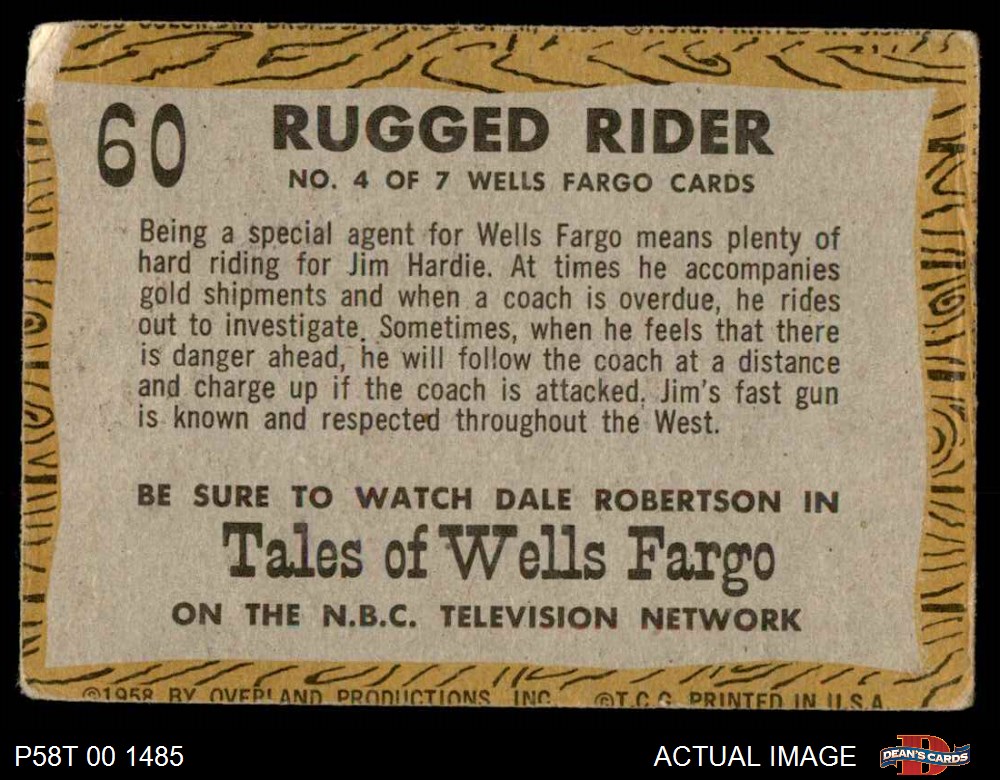 60
RUGGED RIDER
NO. 4 OF 7 WELLS FARGO CARDS
Being a special agent for Wells Fargo means plenty of
hard riding for Jim Hardie. At times he accompanies
gold shipments and when a coach is overdue, he rides
out to investigate. Sometimes, when he feels that there
is danger ahead, he will follow the coach at a distance
and charge up if the coach is attacked. Jim's fast gun
is known and respected throughout the West.
BE SURE TO WATCH DALE ROBERTSON IN
Tales of Wells Fargo
ON THE N.B.C. TELEVISION NETWORK
©1958 BY OVERLAND PRODUCTIONS, INC. ©T.C.G. PRINTED IN U.S.A.
P58T 00 1485
ACTUAL IMAGE
DEAN'S CARDS